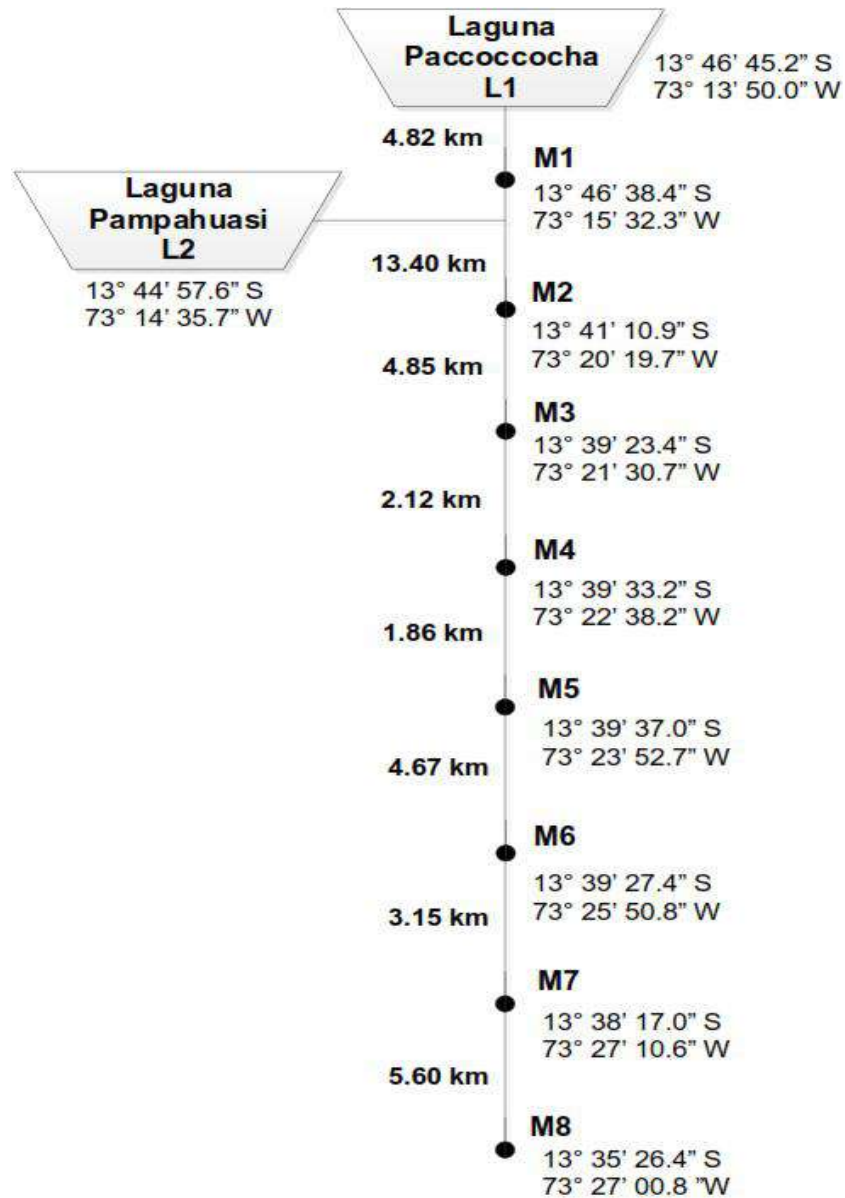 Laguna
Paccoccocha
L1
13° 46’ 45.2” S
73° 13’ 50.0” W
4.82 km
M1
13° 46’ 38.4” S
73° 15’ 32.3” W
Laguna
Pampahuasi
L2
13° 44’ 57.6” S
73° 14’ 35.7” W
13.40 km
M2
13° 41’ 10.9” S
73° 20’ 19.7” W
4.85 km
M3
13° 39’ 23.4” S
73° 21’ 30.7” W
2.12 km
M4
13° 39’ 33.2” S
73° 22’ 38.2” W
1.86 km
M5
13° 39’ 37.0” S
73° 23’ 52.7” W
4.67 km
M6
13° 39’ 27.4” S
73° 25’ 50.8” W
3.15 km
M7
13° 38’ 17.0” S
73° 27’ 10.6” W
5.60 km
M8
13° 35’ 26.4” S
73° 27’ 00.8 ”W